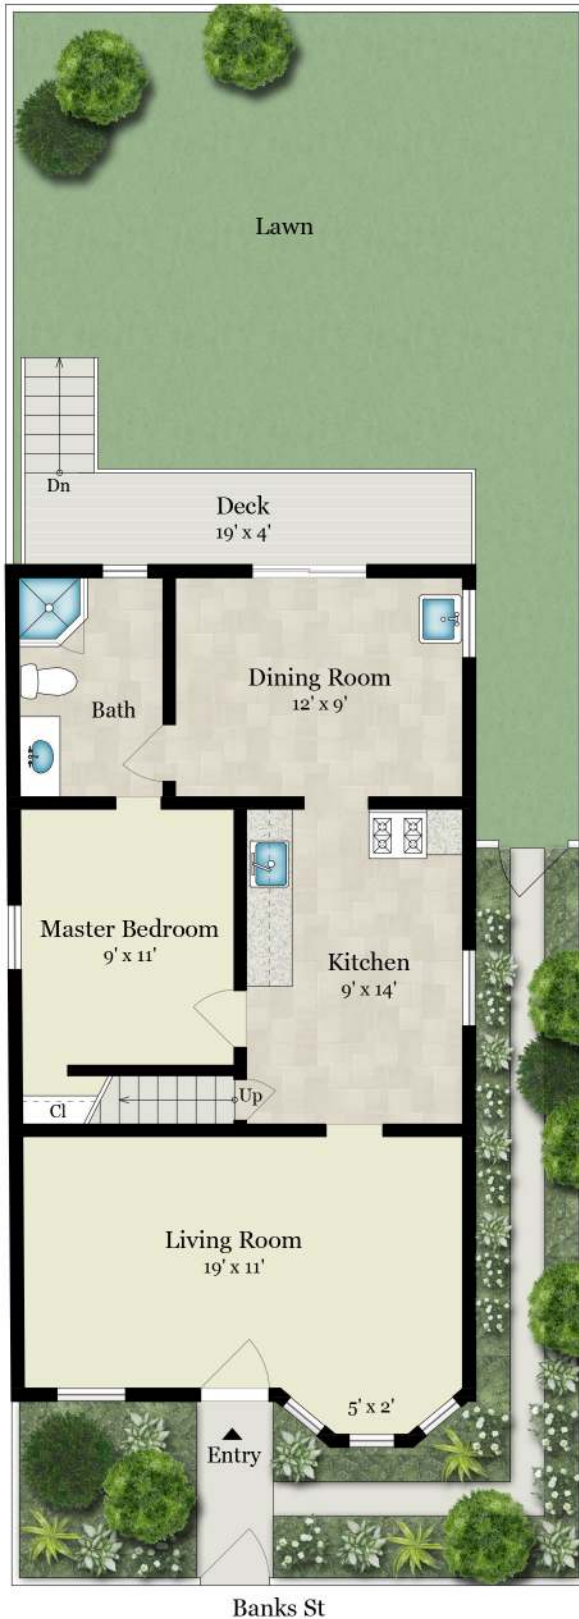 Lawn
Dn
Deck
19' x 4'
Dining Room
12' x 9'
Bath
Master Bedroom
9' x 11'
Kitchen
9' x 14'
Cl
Up
Living Room
19' x 11'
5' x 2'
Entry
Banks St